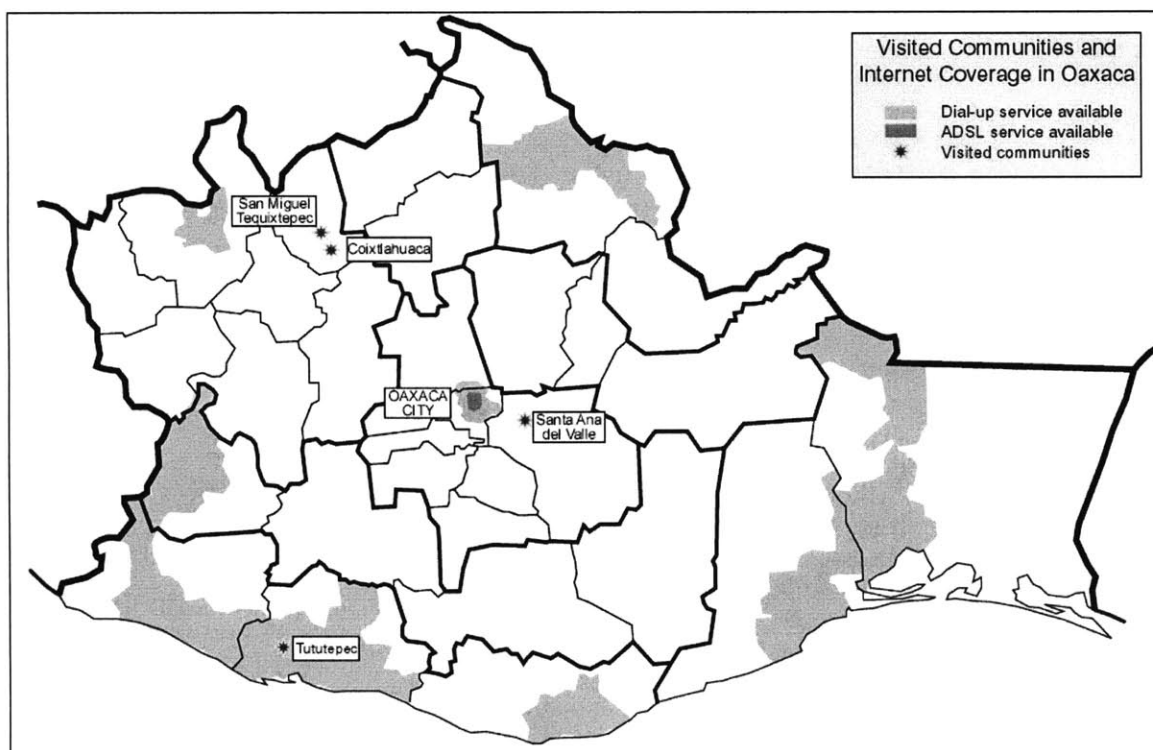 Visited Communities and
Internet Coverage in Oaxaca
Dial-up service available
ADSL service available
Visited communities
San Miguel
Tequixtepec
Coixtlahuaca
OAXACA
CITY
Santa Ana
del Valle
Tututepec